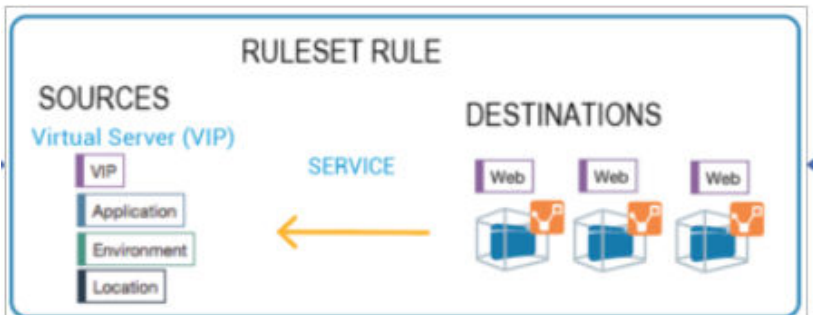 RULESET RULE
SOURCES
Virtual Server (VIP)
VIP
Application
Environment
Location
SERVICE
DESTINATIONS
Web
Web
Web